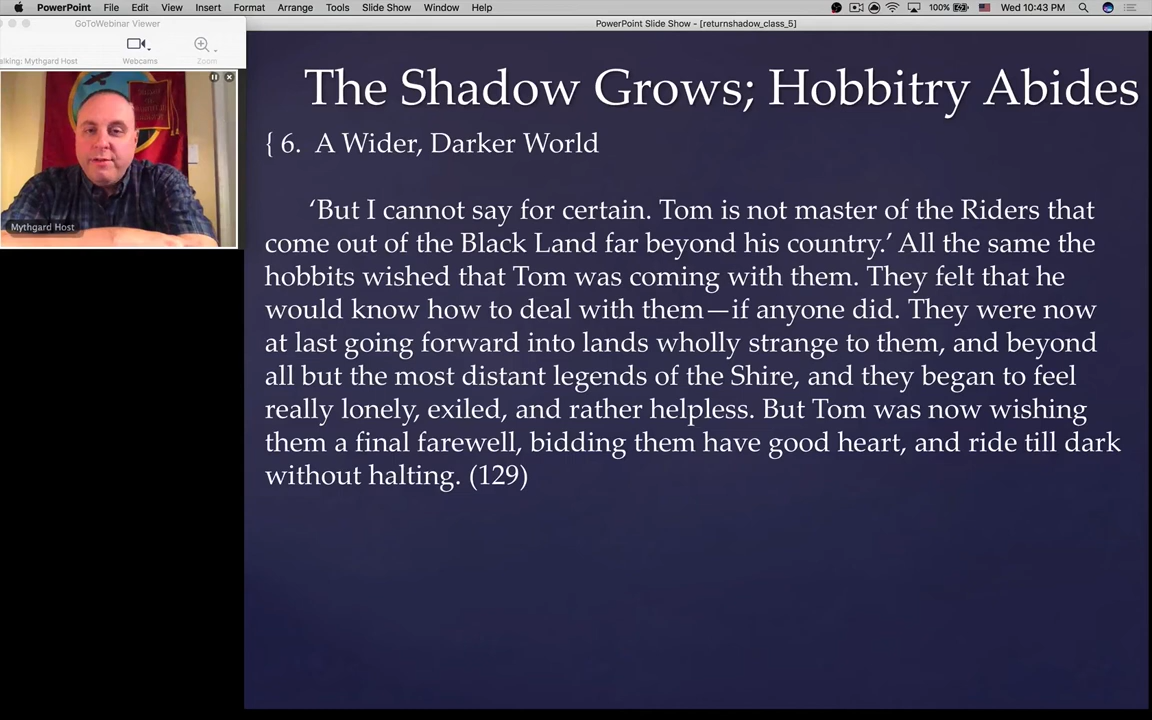 PowerPoint File Edit View Insert Format Arrange Tools Slide Show Window Help 100% Wed 10:43 PM
GoToWebinar Viewer
PowerPoint Slide Show - [returnshadow_class_5]
alking: Mythgard Host Webcams Zoom
Mythgard Host
The Shadow Grows; Hobbitry Abides
{ 6. A Wider, Darker World
‘But I cannot say for certain. Tom is not master of the Riders that
come out of the Black Land far beyond his country.’ All the same the
hobbits wished that Tom was coming with them. They felt that he
would know how to deal with them—if anyone did. They were now
at last going forward into lands wholly strange to them, and beyond
all but the most distant legends of the Shire, and they began to feel
really lonely, exiled, and rather helpless. But Tom was now wishing
them a final farewell, bidding them have good heart, and ride till dark
without halting. (129)